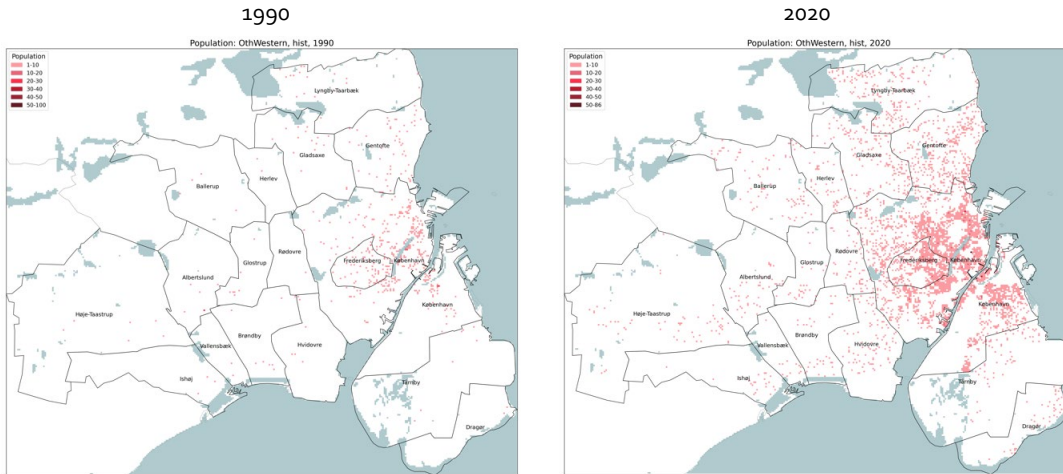 1990
2020
Population: OthWestern, hist, 1990
Population
1-10
10-20
20-30
30-40
40-50
50-100
Lyngby-Taarbæk
Gentofte
Gladsaxe
Herlev
Ballerup
Rødovre
Glostrup
Albertslund
Frederiksberg
København
København
Høje-Taastrup
Brøndby
Vallensbæk
Hvidovre
Ishøj
Tårnby
Dragør
Population: OthWestern, hist, 2020
Population
1-10
10-20
20-30
30-40
40-50
50-86
Lyngby-Taarbæk
Gentofte
Gladsaxe
Herlev
Ballerup
Rødovre
Glostrup
Albertslund
Frederiksberg
København
København
Høje-Taastrup
Brøndby
Vallensbæk
Hvidovre
Ishøj
Tårnby
Dragør